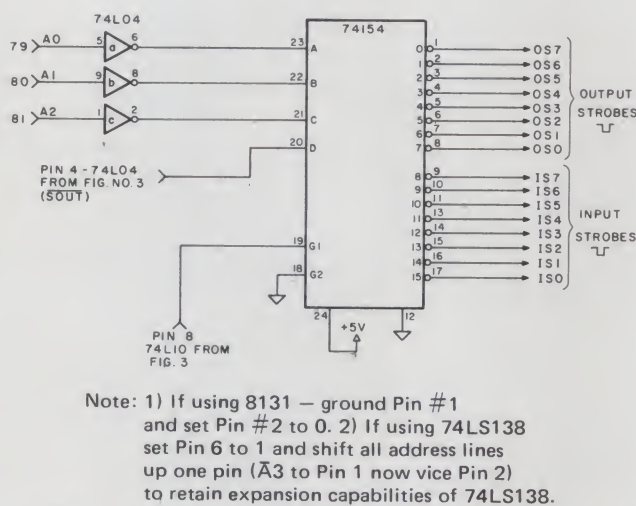 74L04
74154
79 A0 5 a 6 23 A
80 A1 9 b 8 22 B
81 A2 1 c 2 21 C
20 D
PIN 4 - 74L04
FROM FIG. NO. 3
(S̅O̅U̅T̅)
19 G1
18 G2
24
+5V
12
PIN 8
74L10 FROM
FIG. 3
0 1 OS7
1 2 OS6
2 3 OS5
3 4 OS4
4 5 OS3
5 6 OS2
6 7 OS1
7 8 OS0
OUTPUT
STROBES
8 9 IS7
9 10 IS6
10 11 IS5
11 13 IS4
12 14 IS3
13 15 IS2
14 16 IS1
15 17 IS0
INPUT
STROBES
Note: 1) If using 8131 — ground Pin #1
and set Pin #2 to 0. 2) If using 74LS138
set Pin 6 to 1 and shift all address lines
up one pin (A̅3 to Pin 1 now vice Pin 2)
to retain expansion capabilities of 74LS138.